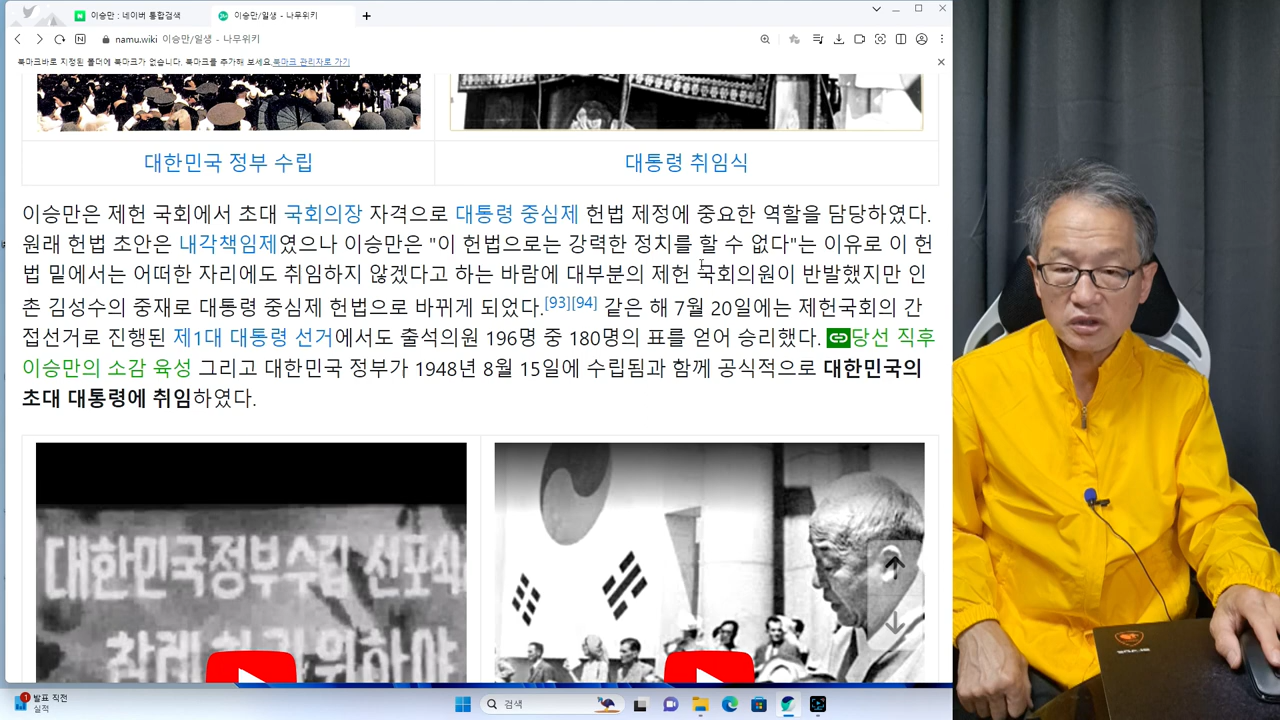 이승만 : 네이버 통합검색
이승만/일생 - 나무위키
namu.wiki 이승만/일생 - 나무위키
북마크바로 지정된 폴더에 북마크가 없습니다. 북마크를 추가해 보세요.북마크 관리자로 가기
대한민국 정부 수립
대통령 취임식
이승만은 제헌 국회에서 초대 국회의장 자격으로 대통령 중심제 헌법 제정에 중요한 역할을 담당하였다.
원래 헌법 초안은 내각책임제였으나 이승만은 "이 헌법으로는 강력한 정치를 할 수 없다"는 이유로 이 헌
법 밑에서는 어떠한 자리에도 취임하지 않겠다고 하는 바람에 대부분의 제헌 국회의원이 반발했지만 인
촌 김성수의 중재로 대통령 중심제 헌법으로 바뀌게 되었다.[93][94] 같은 해 7월 20일에는 제헌국회의 간
접선거로 진행된 제1대 대통령 선거에서도 출석의원 196명 중 180명의 표를 얻어 승리했다. 당선 직후
이승만의 소감 육성 그리고 대한민국 정부가 1948년 8월 15일에 수립됨과 함께 공식적으로 대한민국의
초대 대통령에 취임하였다.
대한민국정부수립 선포식
1
발표 직전
실적
검색